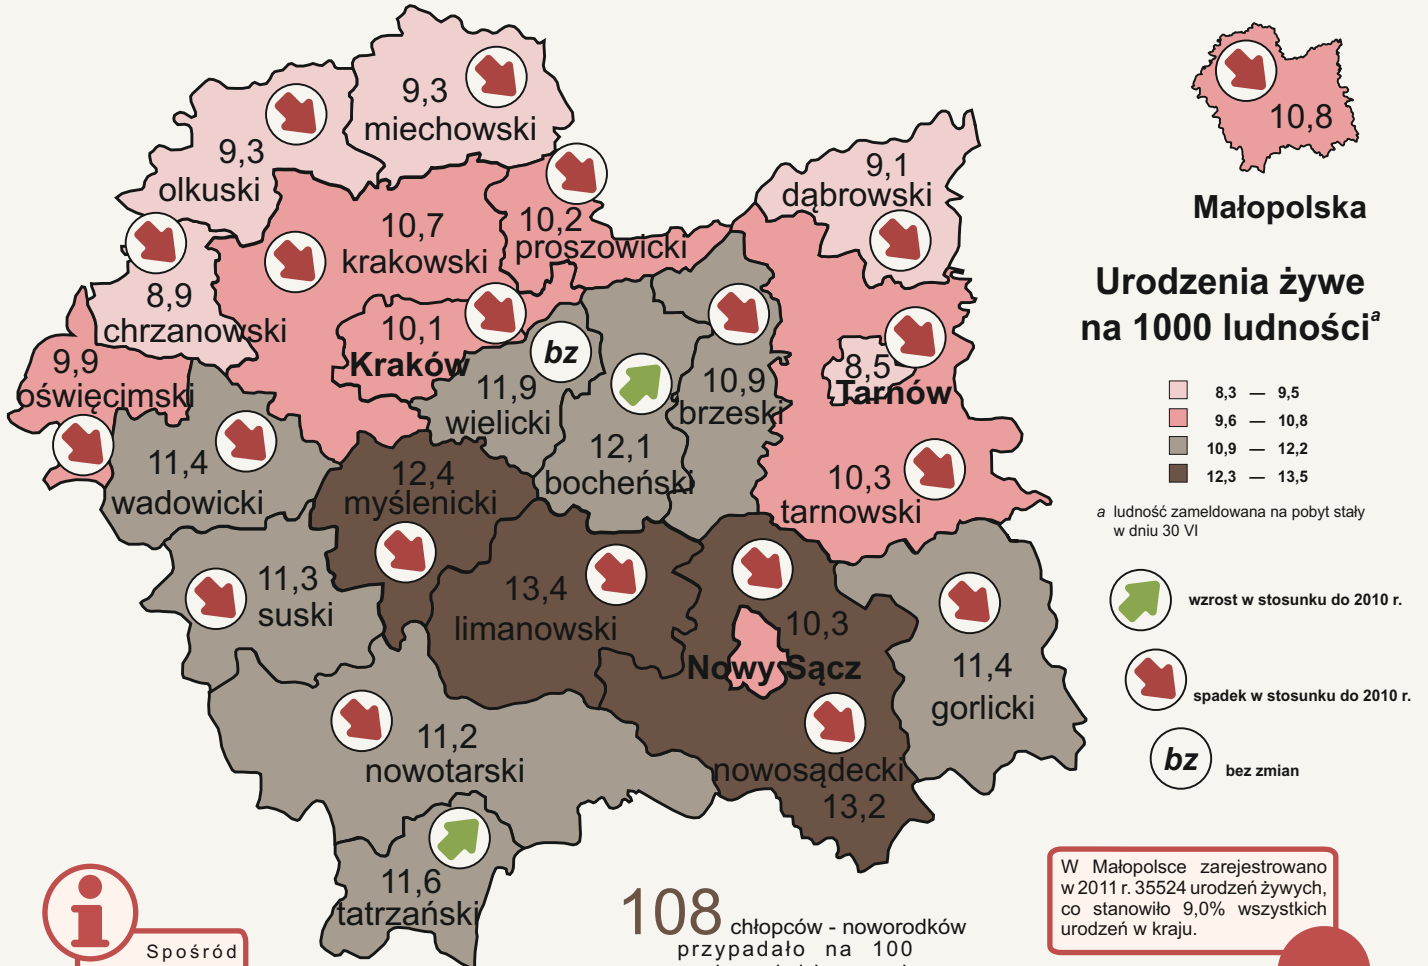 9,3
miechowski
9,3
olkuski
9,1
dąbrowski
10,8
Małopolska
10,7
krakowski
10,2
proszowicki
8,9
chrzanowski
10,1
Kraków
9,9
oświęcimski
bz
11,9
wielicki
12,1
bocheński
10,9
brzeski
8,5
Tarnów
10,3
tarnowski
11,4
wadowicki
12,4
myślenicki
11,3
suski
13,4
limanowski
10,3
Nowy Sącz
11,4
gorlicki
11,2
nowotarski
nowosądecki
13,2
11,6
tatrzański
Urodzenia żywe
na 1000 ludności a
8,3 — 9,5
9,6 — 10,8
10,9 — 12,2
12,3 — 13,5
a ludność zameldowana na pobyt stały
w dniu 30 VI
wzrost w stosunku do 2010 r.
spadek w stosunku do 2010 r.
bz bez zmian
Spośród
108 chłopców - noworodków
przypadało na 100
W Małopolsce zarejestrowano
w 2011 r. 35524 urodzeń żywych,
co stanowiło 9,0% wszystkich
urodzeń w kraju.